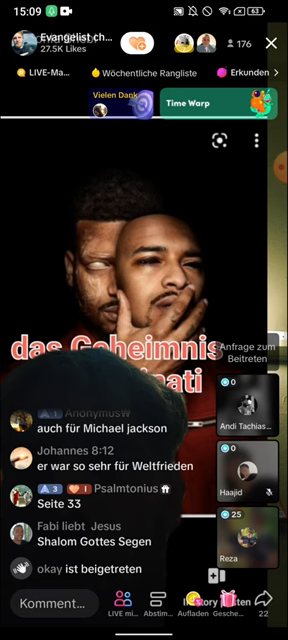 15:09
63
Evangelist ch...
27.5K Likes
176
LIVE-Ma...
Wöchentliche Rangliste
Erkunden
Vielen Dank
Time Warp
das Geheimnis
Anfrage zum
Beitreten
0
Andi Tachias...
0
Haajid
25
Reza
1 AnonymusW
auch für Michael jackson
Johannes 8:12
er war so sehr für Weltfrieden
3 1 Psalmtonius
Seite 33
Fabi liebt Jesus
Shalom Gottes Segen
okay ist beigetreten
Komment...
LIVE mi...
Abstim...
Aufladen
Gesche...
22